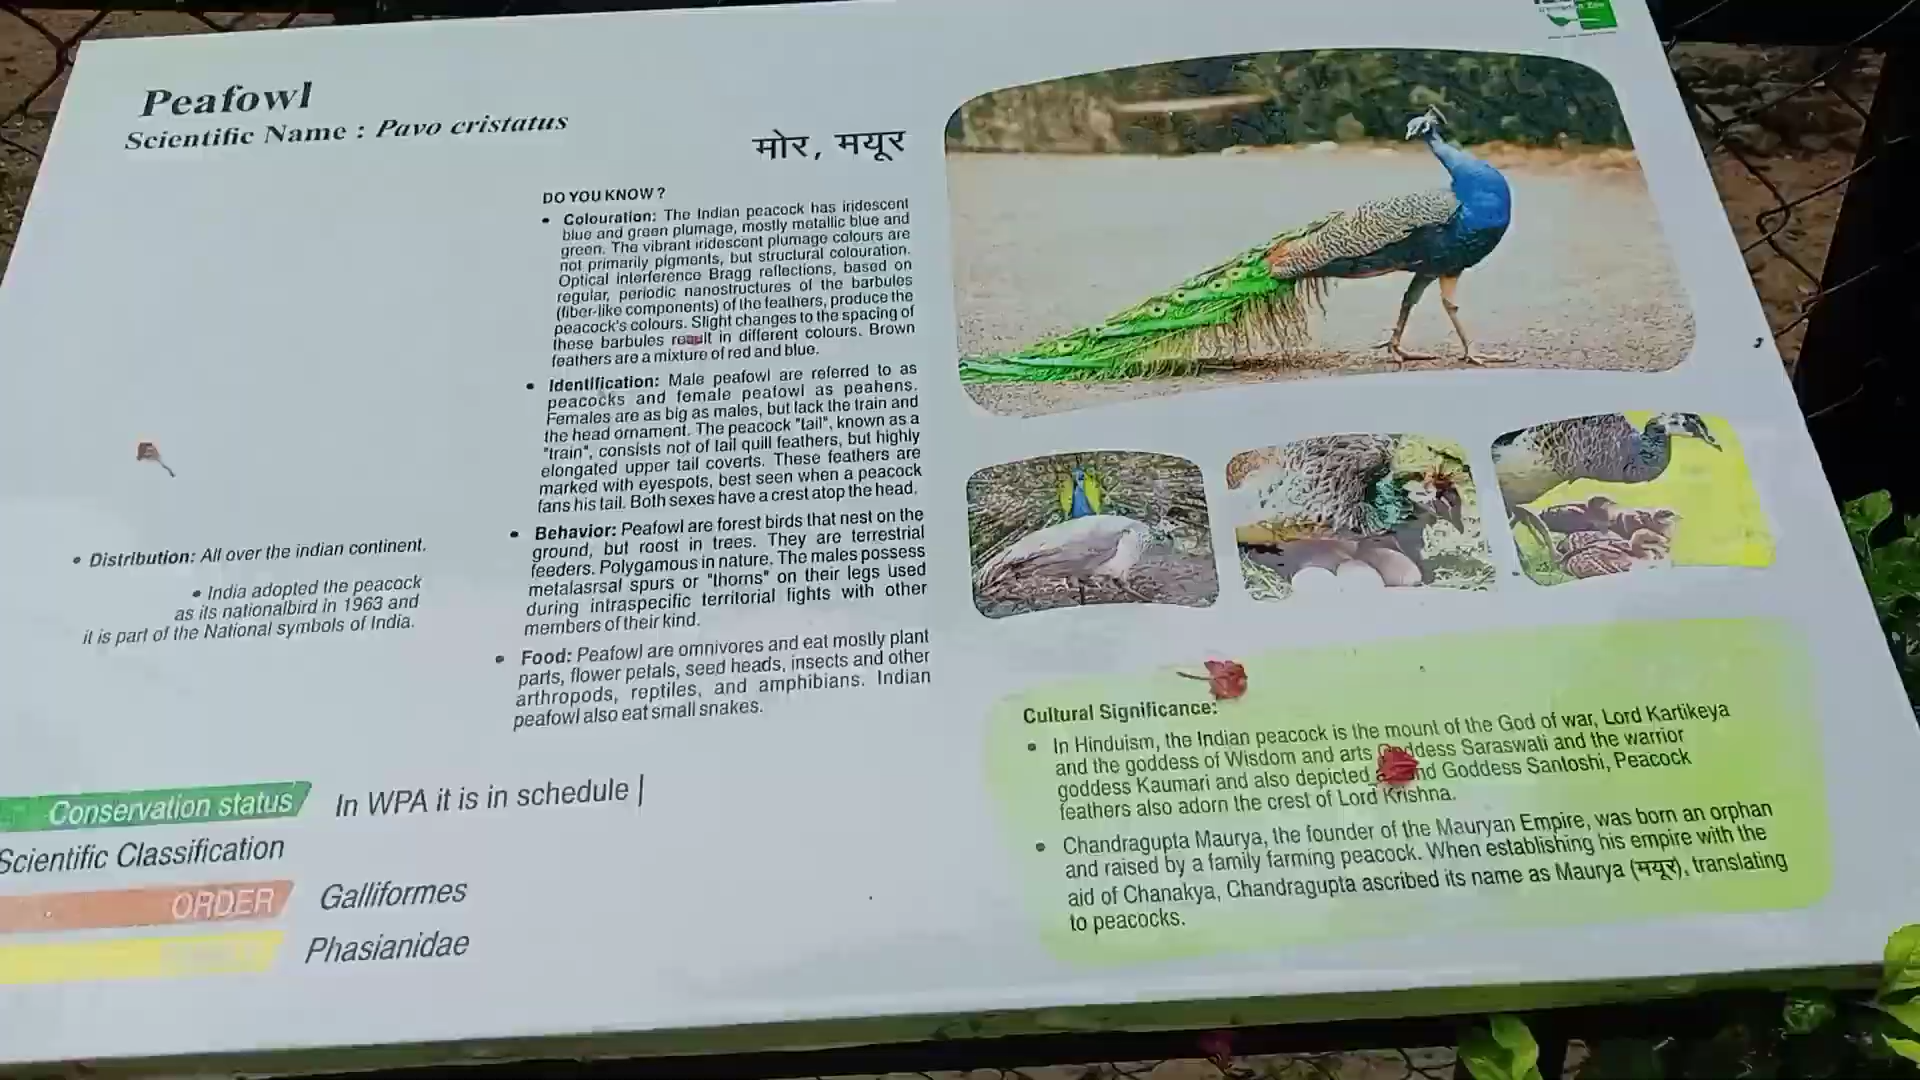 Peafowl
Scientific Name : Pavo cristatus
मोर, मयूर
DO YOU KNOW ?
• Colouration: The Indian peacock has iridescent
blue and green plumage, mostly metallic blue and
green. The vibrant iridescent plumage colours are
not primarily pigments, but structural colouration.
Optical interference Bragg reflections, based on
regular, periodic nanostructures of the barbules
(fiber-like components) of the feathers, produce the
peacock's colours. Slight changes to the spacing of
these barbules result in different colours. Brown
feathers are a mixture of red and blue.
• Identification: Male peafowl are referred to as
peacocks and female peafowl as peahens.
Females are as big as males, but lack the train and
the head ornament. The peacock "tail", known as a
"train", consists not of tail quill feathers, but highly
elongated upper tail coverts. These feathers are
marked with eyespots, best seen when a peacock
fans his tail. Both sexes have a crest atop the head.
• Behavior: Peafowl are forest birds that nest on the
ground, but roost in trees. They are terrestrial
feeders. Polygamous in nature. The males possess
metalasrsal spurs or "thorns" on their legs used
during intraspecific territorial fights with other
members of their kind.
• Food: Peafowl are omnivores and eat mostly plant
parts, flower petals, seed heads, insects and other
arthropods, reptiles, and amphibians. Indian
peafowl also eat small snakes.
• Distribution: All over the indian continent.
• India adopted the peacock
as its nationalbird in 1963 and
it is part of the National symbols of India.
Conservation status In WPA it is in schedule |
Scientific Classification
ORDER Galliformes
Phasianidae
Cultural Significance:
• In Hinduism, the Indian peacock is the mount of the God of war, Lord Kartikeya
and the goddess of Wisdom and arts Goddess Saraswati and the warrior
goddess Kaumari and also depicted Goddess Santoshi, Peacock
feathers also adorn the crest of Lord Krishna.
• Chandragupta Maurya, the founder of the Mauryan Empire, was born an orphan
and raised by a family farming peacock. When establishing his empire with the
aid of Chanakya, Chandragupta ascribed its name as Maurya (मयूर), translating
to peacocks.